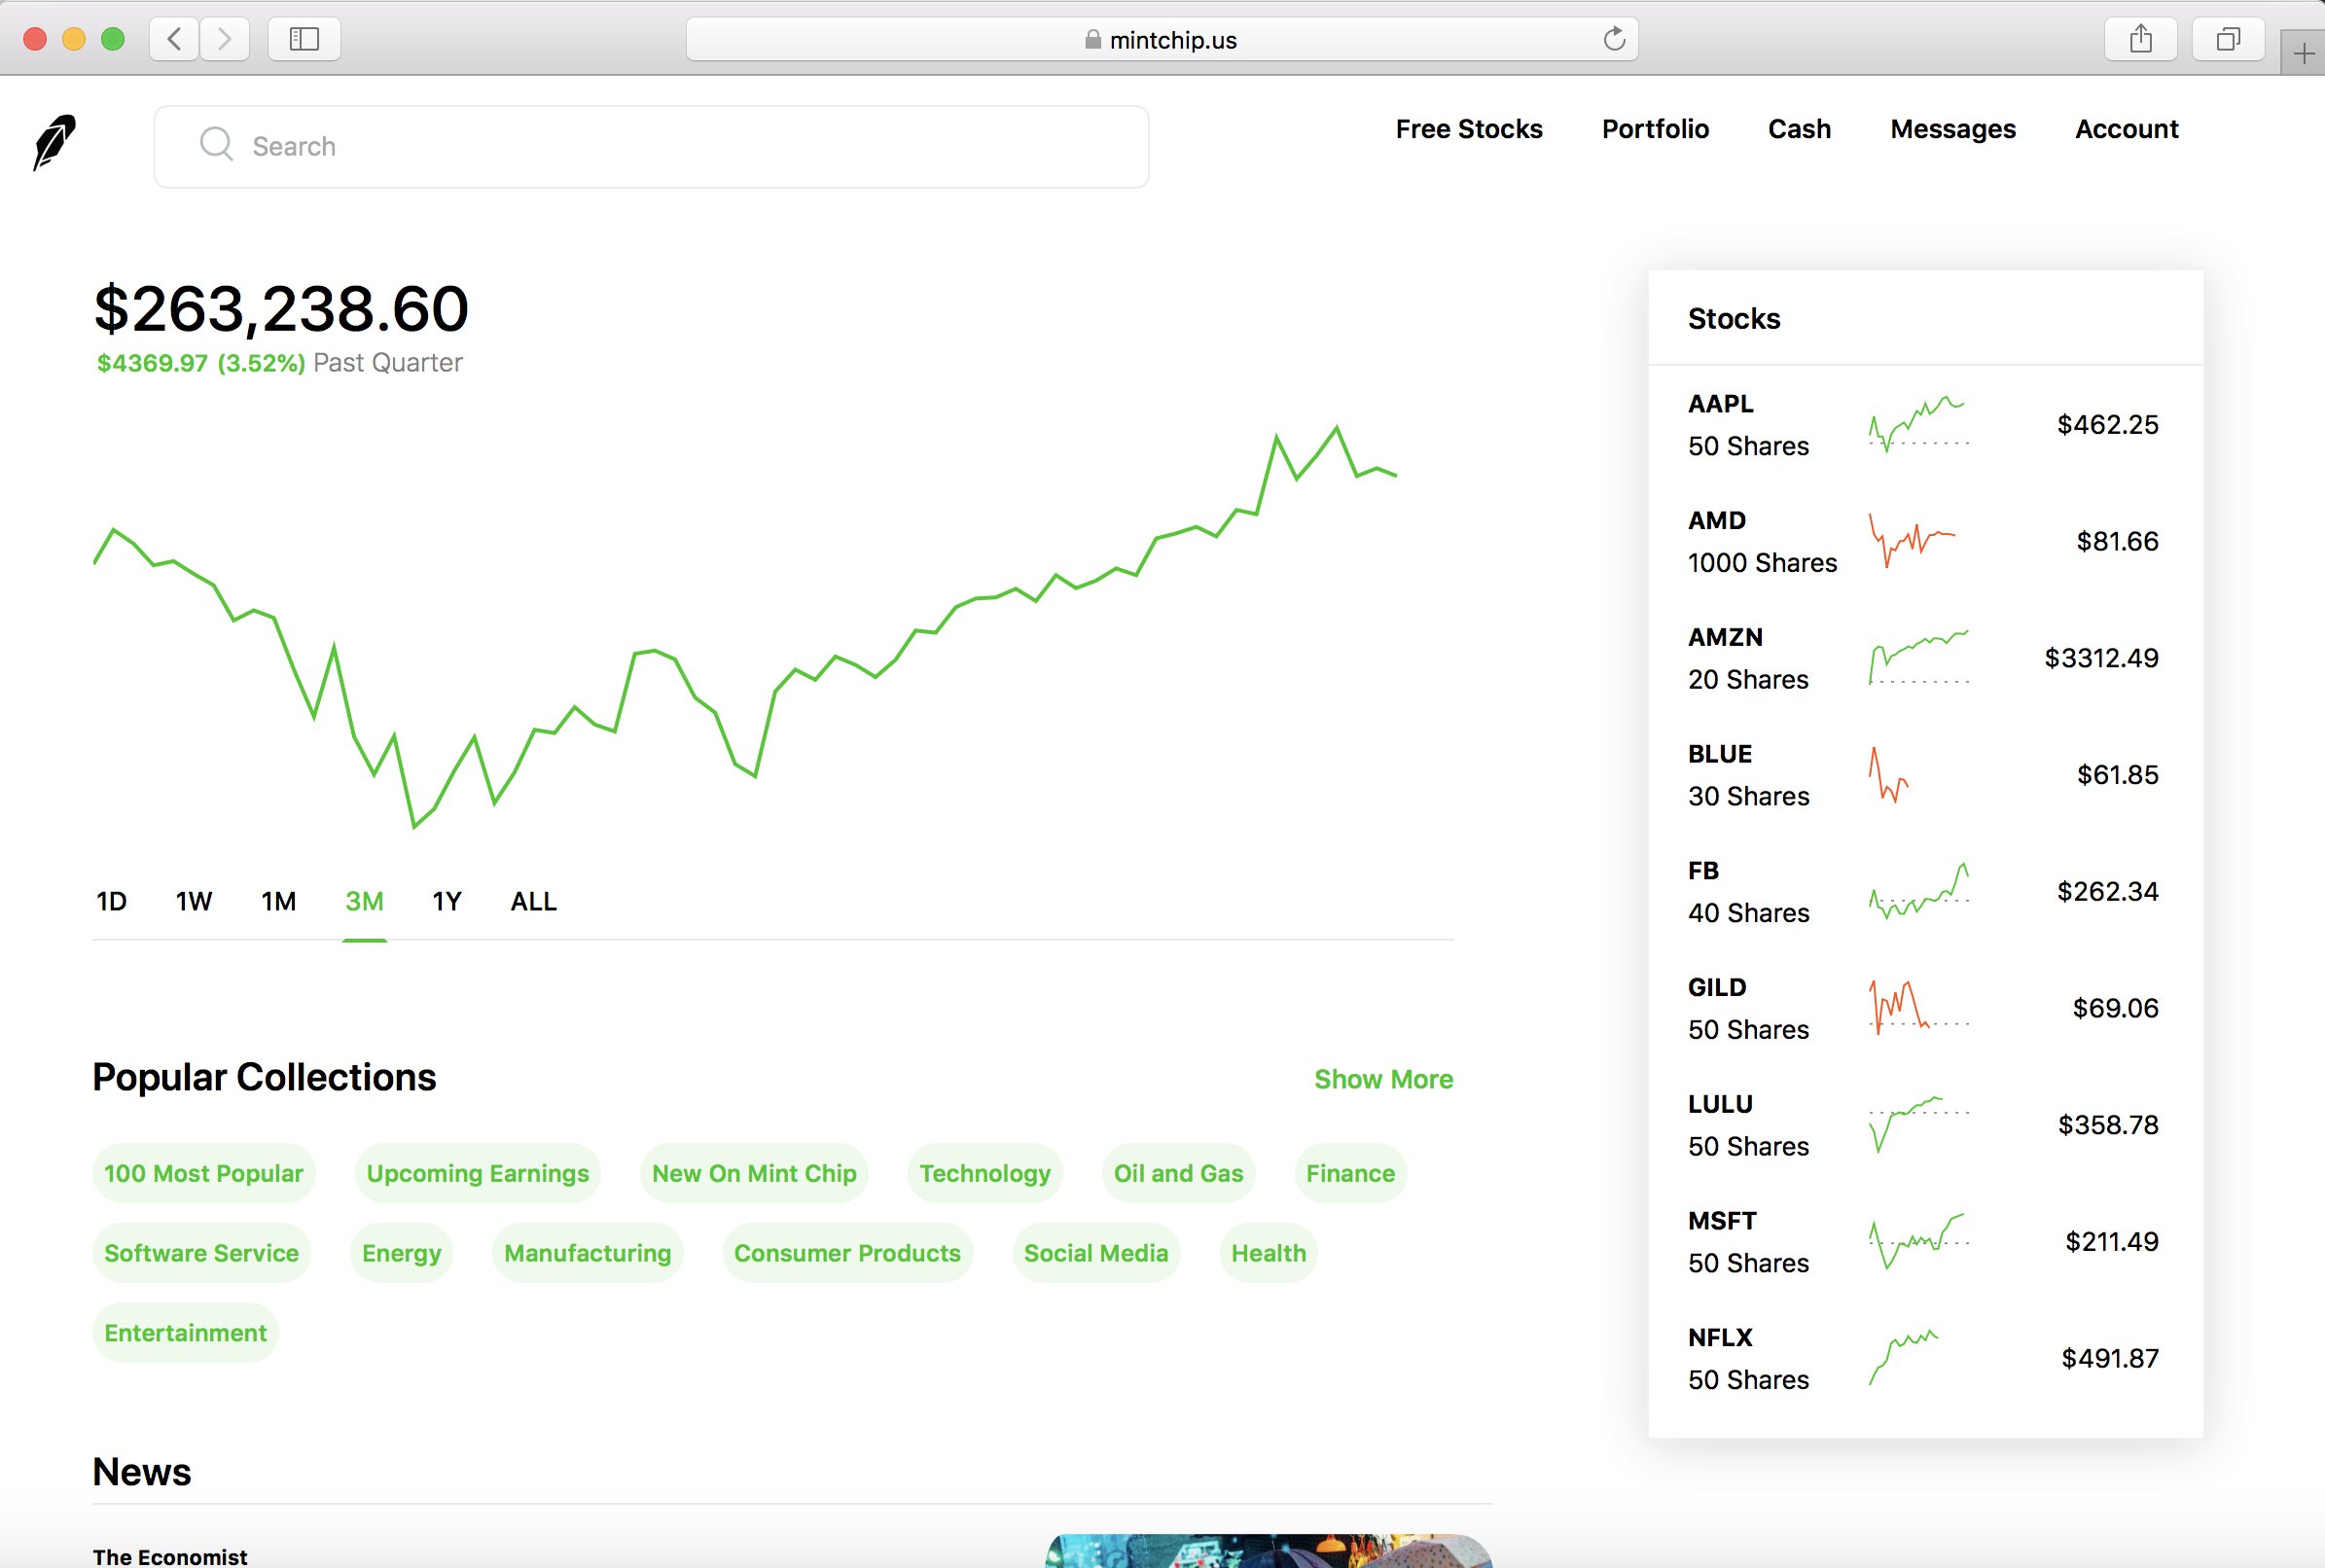 mintchip.us
Search
Free Stocks
Portfolio
Cash
Messages
Account
$263,238.60
$4369.97 (3.52%) Past Quarter
1D
1W
1M
3M
1Y
ALL
Popular Collections
Show More
100 Most Popular
Upcoming Earnings
New On Mint Chip
Technology
Oil and Gas
Finance
Software Service
Energy
Manufacturing
Consumer Products
Social Media
Health
Entertainment
News
The Economist
Stocks
AAPL
50 Shares
$462.25
AMD
1000 Shares
$81.66
AMZN
20 Shares
$3312.49
BLUE
30 Shares
$61.85
FB
40 Shares
$262.34
GILD
50 Shares
$69.06
LULU
50 Shares
$358.78
MSFT
50 Shares
$211.49
NFLX
50 Shares
$491.87